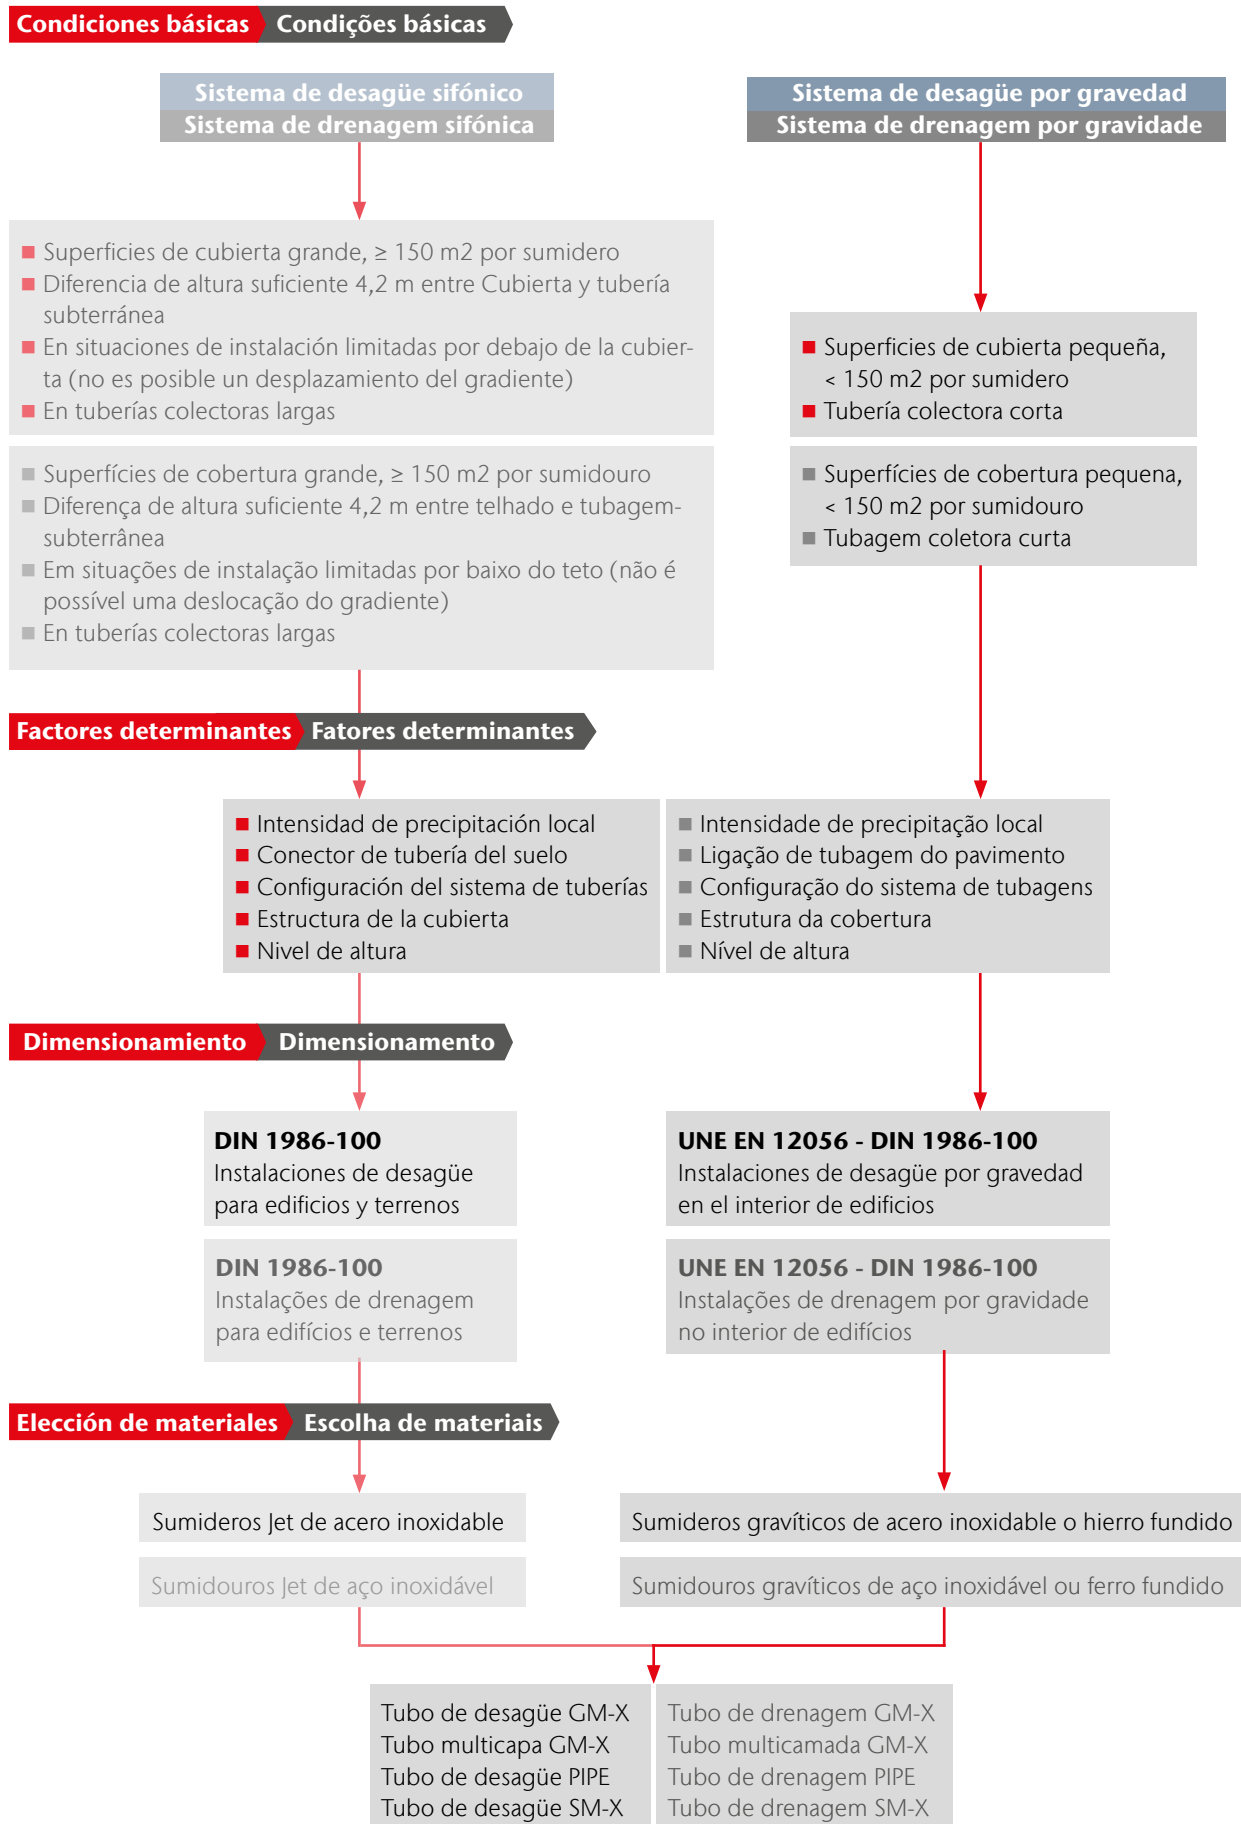 Condiciones básicas Condições básicas
Sistema de desagüe sifónico
Sistema de drenagem sifónica
Sistema de desagüe por gravedad
Sistema de drenagem por gravidade
■ Superficies de cubierta grande, ≥ 150 m2 por sumidero
■ Diferencia de altura suficiente 4,2 m entre Cubierta y tubería
subterránea
■ En situaciones de instalación limitadas por debajo de la cubier-
ta (no es posible un desplazamiento del gradiente)
■ En tuberías colectoras largas
■ Superfícies de cobertura grande, ≥ 150 m2 por sumidouro
■ Diferença de altura suficiente 4,2 m entre telhado e tubagem-
subterrânea
■ Em situações de instalação limitadas por baixo do teto (não é
possível uma deslocação do gradiente)
■ En tuberías colectoras largas
■ Superficies de cubierta pequeña,
< 150 m2 por sumidero
■ Tubería colectora corta
■ Superfícies de cobertura pequena,
< 150 m2 por sumidouro
■ Tubagem coletora curta
Factores determinantes Fatores determinantes
■ Intensidad de precipitación local
■ Conector de tubería del suelo
■ Configuración del sistema de tuberías
■ Estructura de la cubierta
■ Nivel de altura
■ Intensidade de precipitação local
■ Ligação de tubagem do pavimento
■ Configuração do sistema de tubagens
■ Estrutura da cobertura
■ Nível de altura
Dimensionamiento Dimensionamento
DIN 1986-100
Instalaciones de desagüe
para edificios y terrenos
DIN 1986-100
Instalações de drenagem
para edifícios e terrenos
UNE EN 12056 - DIN 1986-100
Instalaciones de desagüe por gravedad
en el interior de edificios
UNE EN 12056 - DIN 1986-100
Instalações de drenagem por gravidade
no interior de edifícios
Elección de materiales Escolha de materiais
Sumideros Jet de acero inoxidable
Sumidouros Jet de aço inoxidável
Sumideros gravíticos de acero inoxidable o hierro fundido
Sumidouros gravíticos de aço inoxidável ou ferro fundido
Tubo de desagüe GM-X
Tubo multicapa GM-X
Tubo de desagüe PIPE
Tubo de desagüe SM-X
Tubo de drenagem GM-X
Tubo multicamada GM-X
Tubo de drenagem PIPE
Tubo de drenagem SM-X